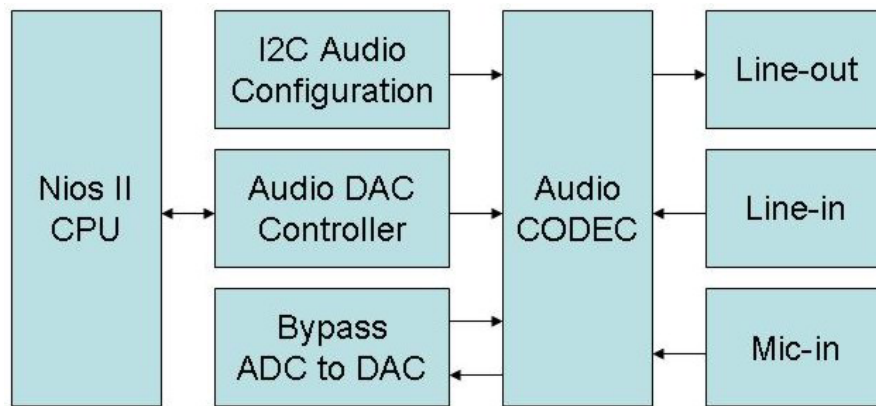 Nios II
CPU
I2C Audio
Configuration
Audio DAC
Controller
Bypass
ADC to DAC
Audio
CODEC
Line-out
Line-in
Mic-in